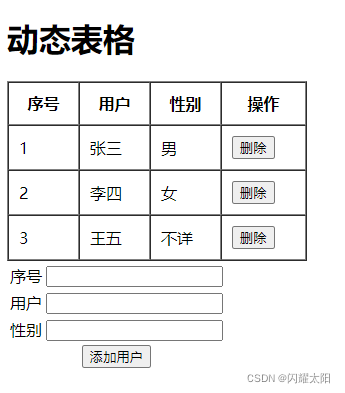 动态表格
序号 用户 性别 操作
1 张三 男 删除
2 李四 女 删除
3 王五 不详 删除
序号
用户
性别
添加用户
CSDN @闪耀太阳